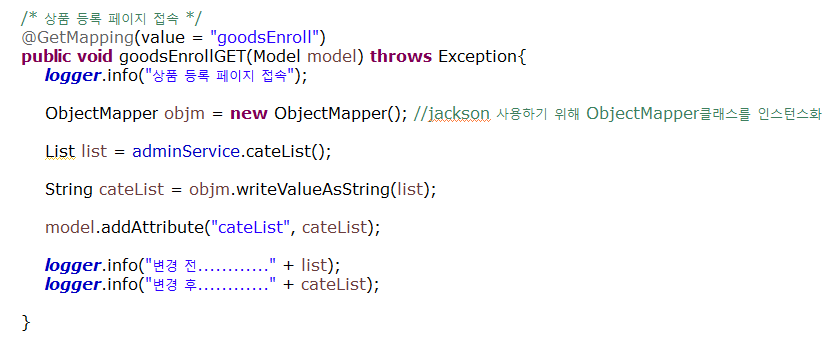 /* 상품 등록 페이지 접속 */
@GetMapping(value = "goodsEnroll")
public void goodsEnrollGET(Model model) throws Exception{
logger.info("상품 등록 페이지 접속");
ObjectMapper objm = new ObjectMapper(); //jackson 사용하기 위해 ObjectMapper클래스를 인스턴스화
List list = adminService.cateList();
String cateList = objm.writeValueAsString(list);
model.addAttribute("cateList", cateList);
logger.info("변경 전............" + list);
logger.info("변경 후............" + cateList);
}